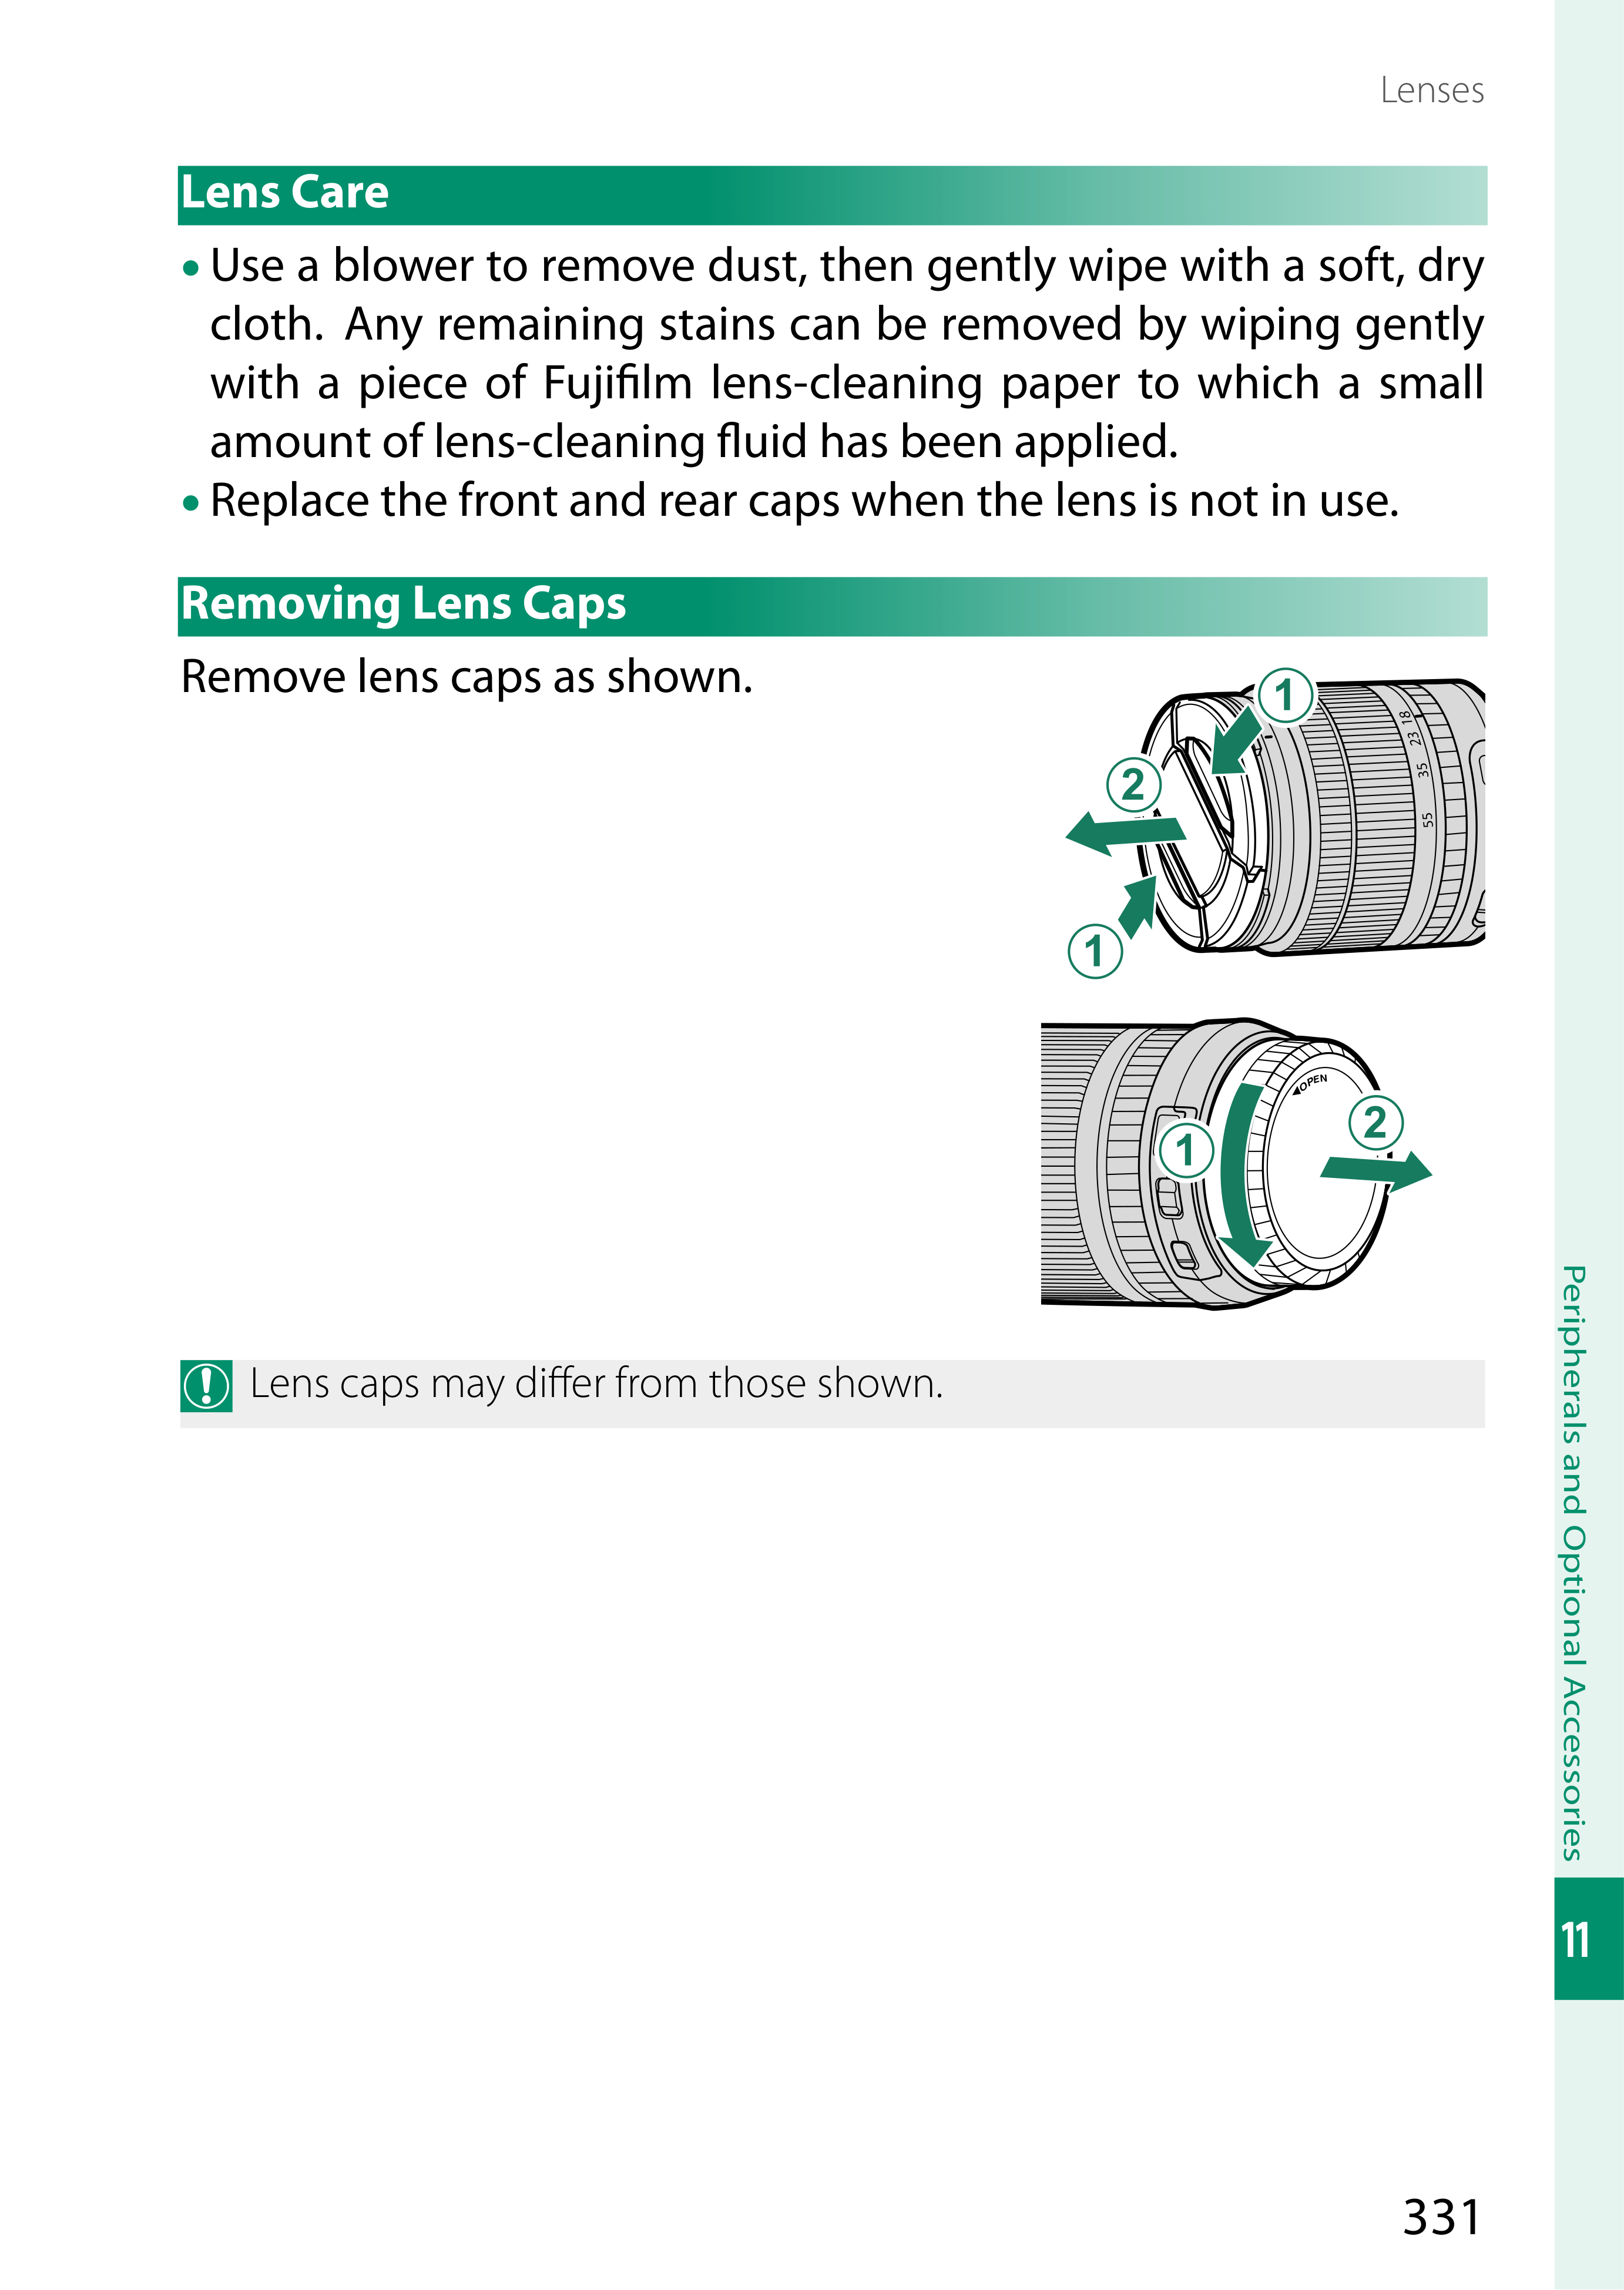 Lenses
Lens Care
• Use a blower to remove dust, then gently wipe with a soft, dry
cloth. Any remaining stains can be removed by wiping gently
with a piece of Fujifilm lens-cleaning paper to which a small
amount of lens-cleaning fluid has been applied.
• Replace the front and rear caps when the lens is not in use.
Removing Lens Caps
Remove lens caps as shown.
1
2
1
18
23
35
55
OPEN
1
2
Lens caps may differ from those shown.
Peripherals and Optional Accessories
11
331